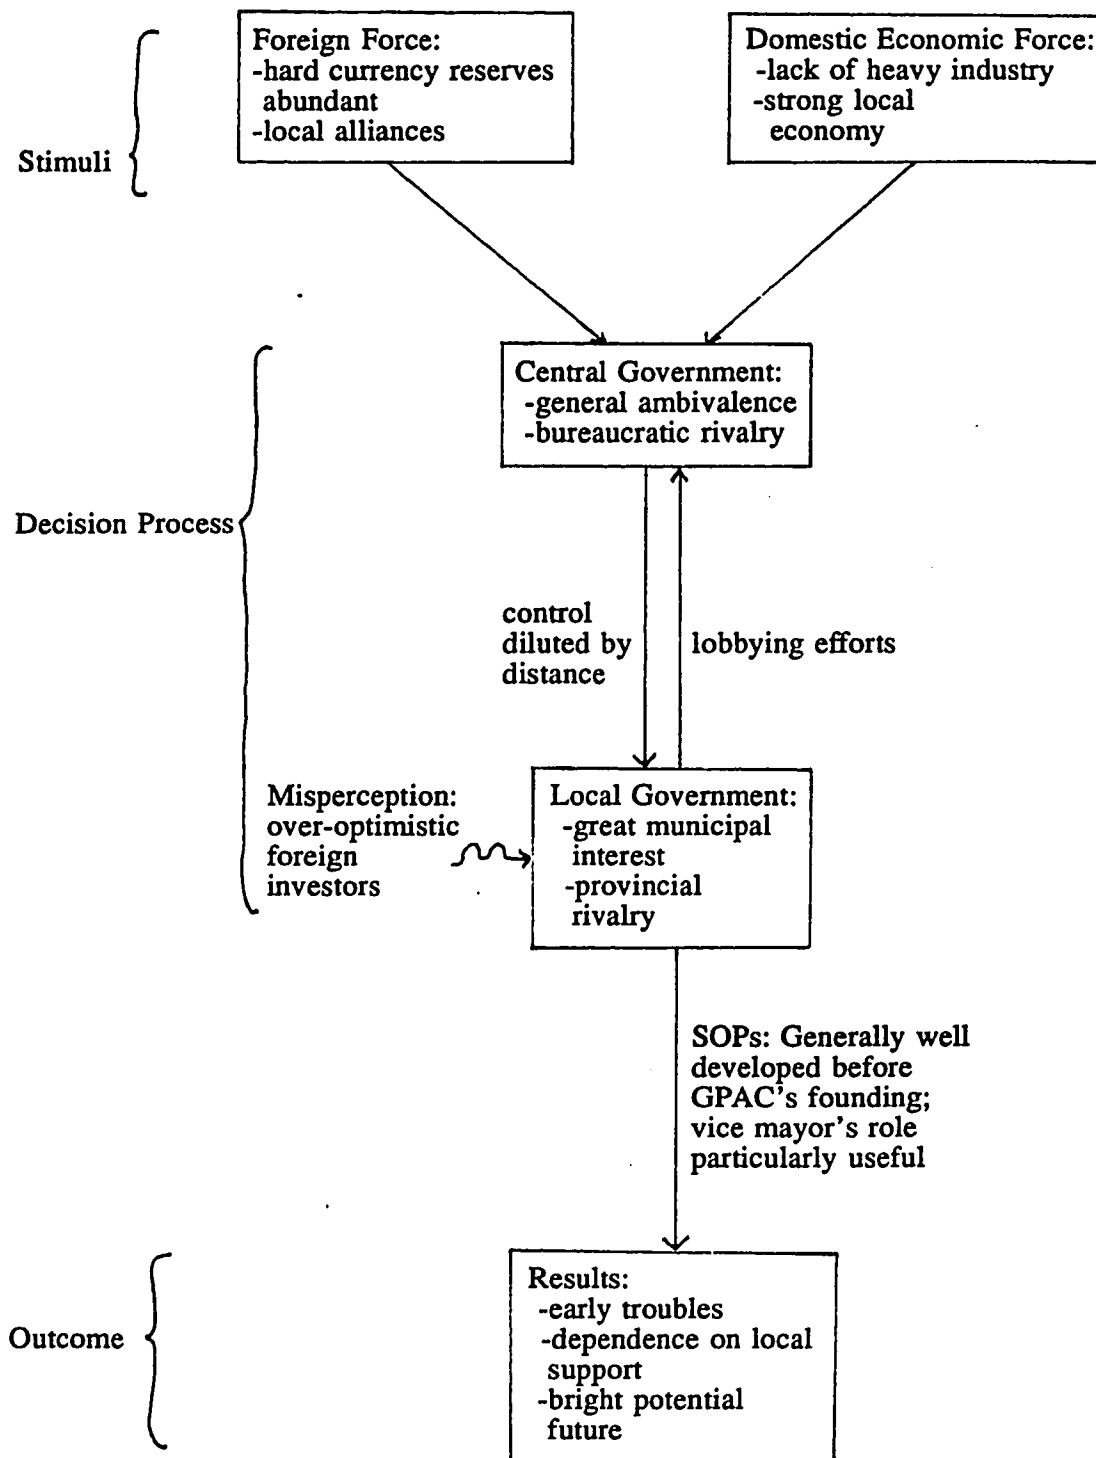 Foreign Force:
-hard currency reserves
abundant
-local alliances
Domestic Economic Force:
-lack of heavy industry
-strong local
economy
Stimuli
Central Government:
-general ambivalence
-bureaucratic rivalry
Decision Process
control
diluted by
distance
lobbying efforts
Misperception:
over-optimistic
foreign
investors
Local Government:
-great municipal
interest
-provincial
rivalry
SOPs: Generally well
developed before
GPAC's founding;
vice mayor's role
particularly useful
Outcome
Results:
-early troubles
-dependence on local
support
-bright potential
future